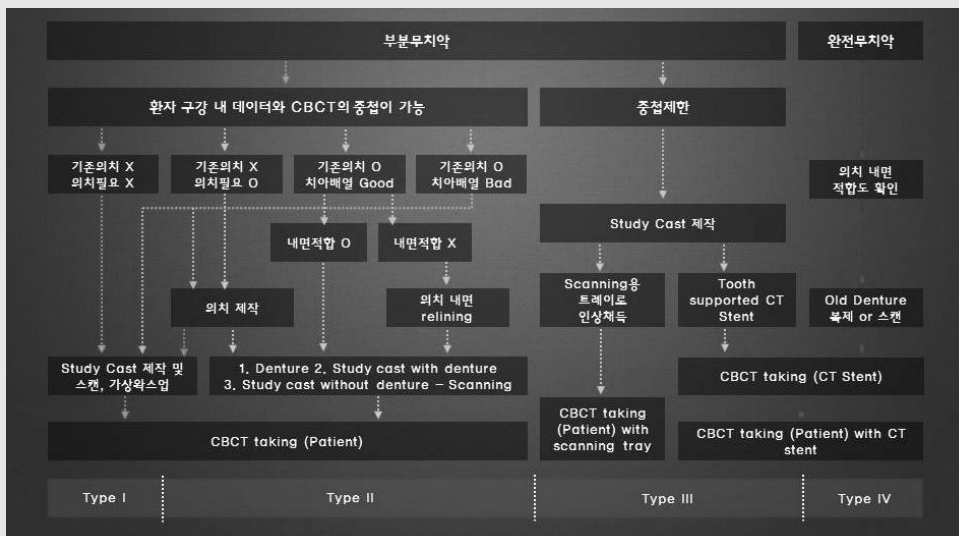 부분무치악
완전무치악
환자 구강 내 데이터와 CBCT의 중첩이 가능
중첩제한
기존의치 X
의치필요 X
기존의치 X
의치필요 O
기존의치 O
치아배열 Good
기존의치 O
치아배열 Bad
의치 내면
적합도 확인
내면적합 O
내면적합 X
Study Cast 제작
의치 제작
의치 내면
relining
Scanning용
트레이로
인상채득
Tooth
supported CT
Stent
Old Denture
복제 or 스캔
Study Cast 제작 및
스캔, 가상왁스업
1. Denture 2. Study cast with denture
3. Study cast without denture – Scanning
CBCT taking (CT Stent)
CBCT taking (Patient)
CBCT taking
(Patient) with
scanning tray
CBCT taking (Patient) with CT
stent
Type I
Type II
Type III
Type IV